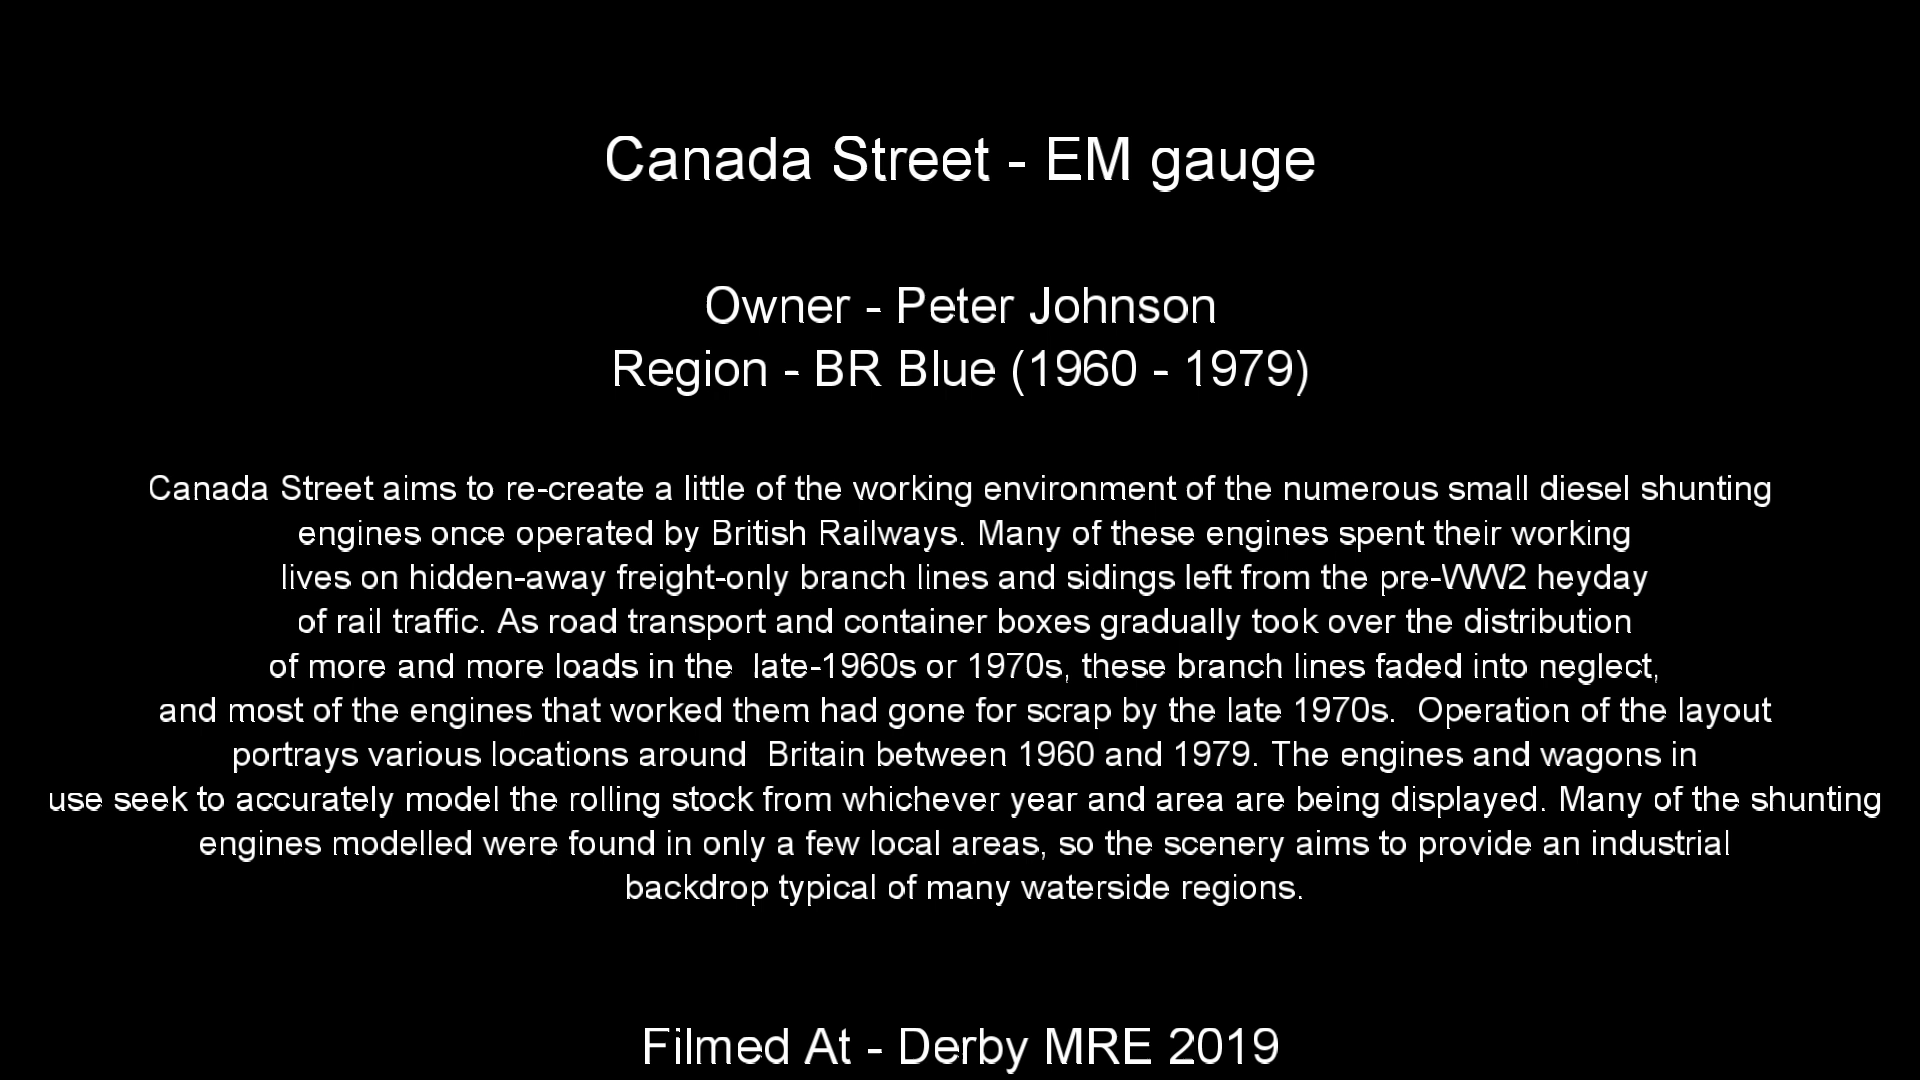 Canada Street - EM gauge
Owner - Peter Johnson
Region - BR Blue (1960 - 1979)
Canada Street aims to re-create a little of the working environment of the numerous small diesel shunting
engines once operated by British Railways. Many of these engines spent their working
lives on hidden-away freight-only branch lines and sidings left from the pre-WW2 heyday
of rail traffic. As road transport and container boxes gradually took over the distribution
of more and more loads in the  late-1960s or 1970s, these branch lines faded into neglect,
and most of the engines that worked them had gone for scrap by the late 1970s.  Operation of the layout
portrays various locations around  Britain between 1960 and 1979. The engines and wagons in
use seek to accurately model the rolling stock from whichever year and area are being displayed. Many of the shunting
engines modelled were found in only a few local areas, so the scenery aims to provide an industrial
backdrop typical of many waterside regions.
Filmed At - Derby MRE 2019